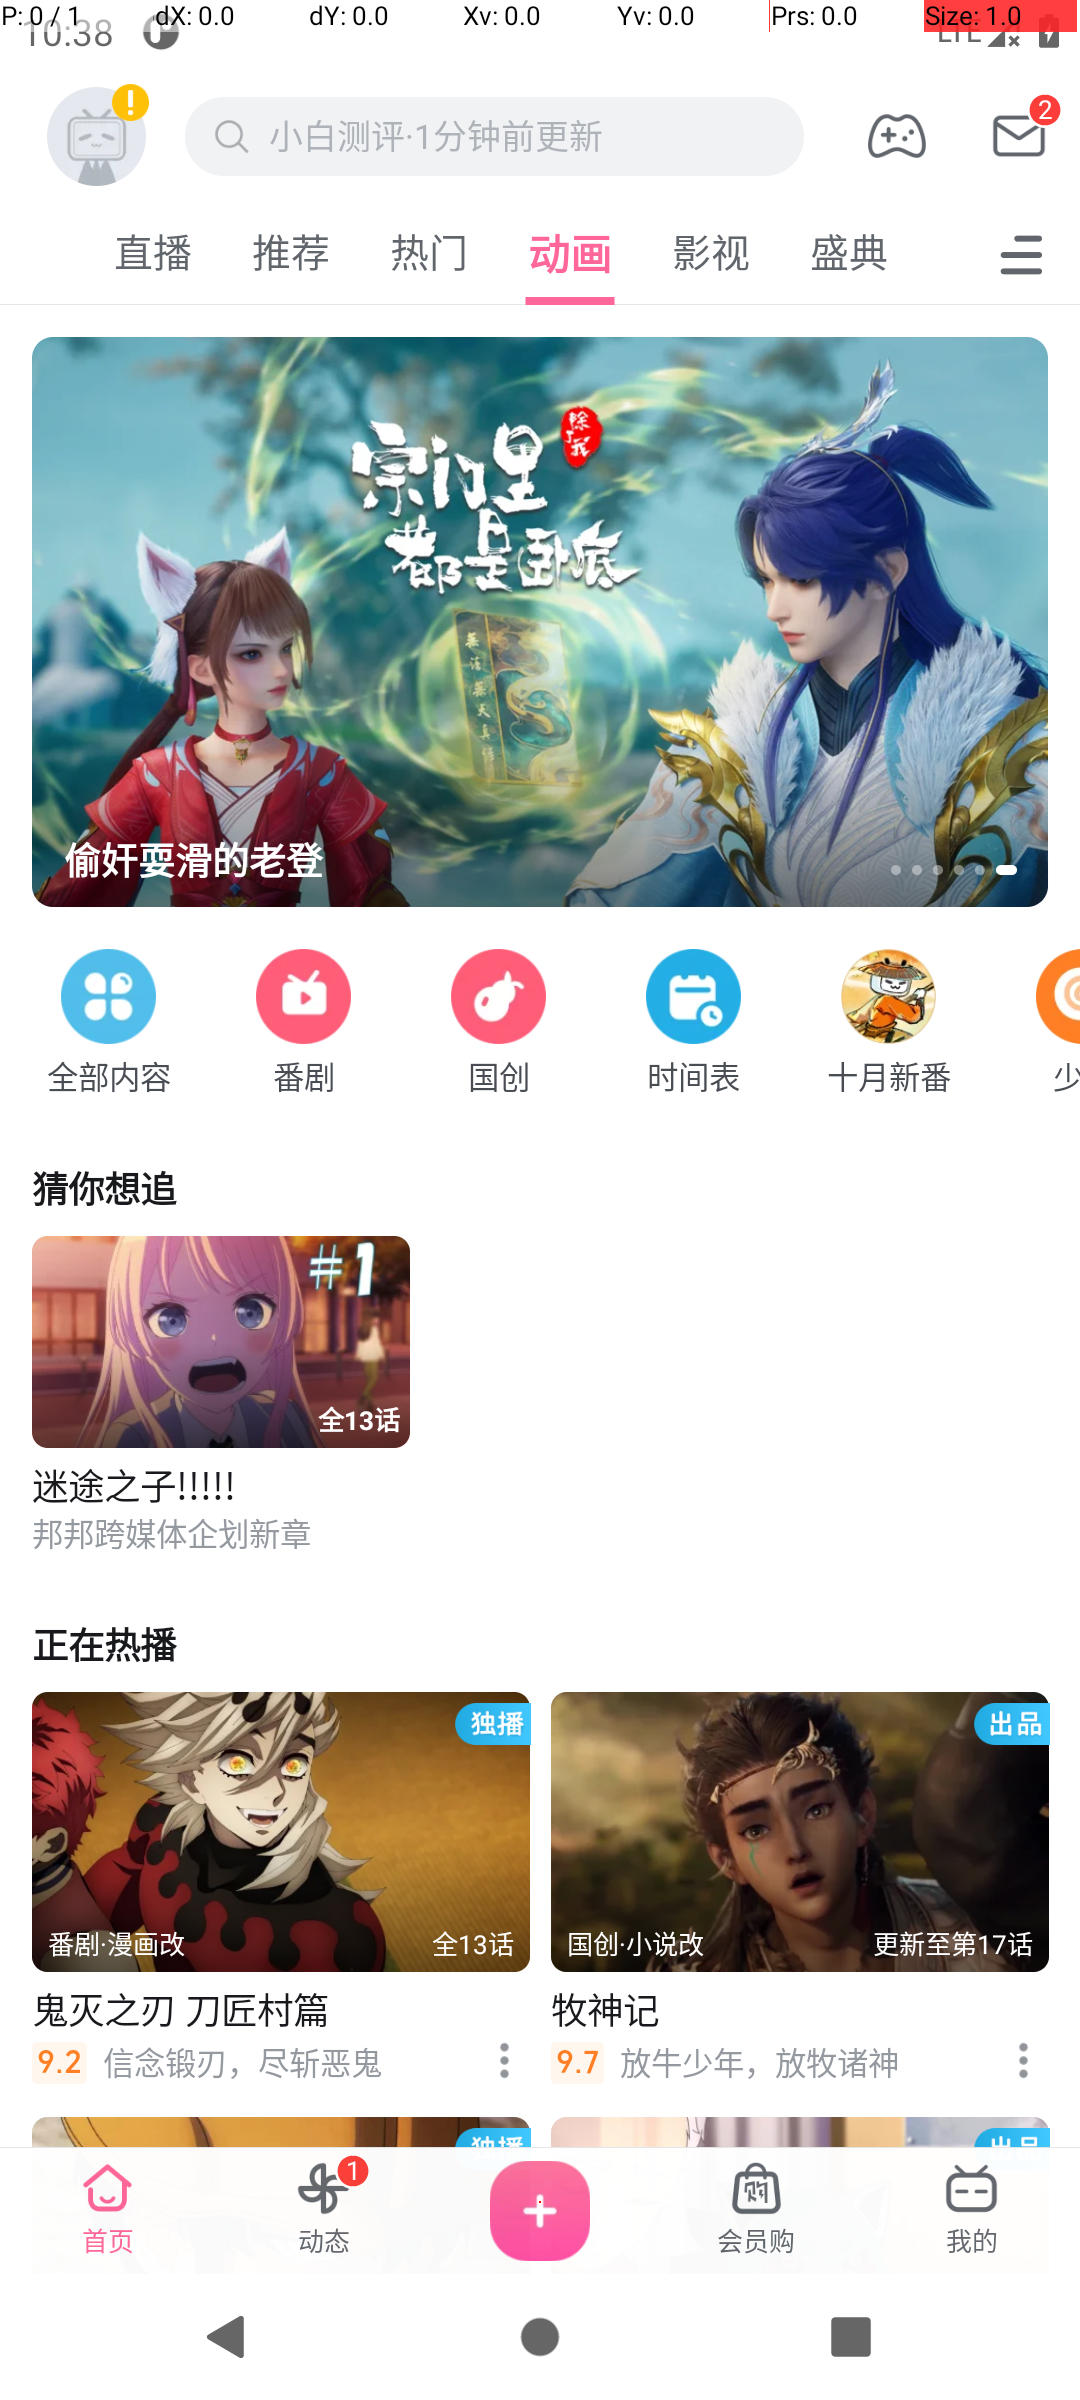 P: 0 / 1 dX: 0.0 dY: 0.0 Xv: 0.0 Yv: 0.0 Prs: 0.0 Size: 1.0
10:38 LTE
小白测评·1分钟前更新
2
直播 推荐 热门 动画 影视 盛典
除了我
宗门里
都是卧底
偷奸耍滑的老登
全部内容 番剧 国创 时间表 十月新番 少
猜你想追
#1
全13话
迷途之子!!!!!
邦邦跨媒体企划新章
正在热播
独播 出品
番剧·漫画改 全13话 国创·小说改 更新至第17话
鬼灭之刃 刀匠村篇 牧神记
9.2 信念锻刃，尽斩恶鬼 9.7 放牛少年，放牧诸神
独播 出品
1
首页 动态 会员购 我的